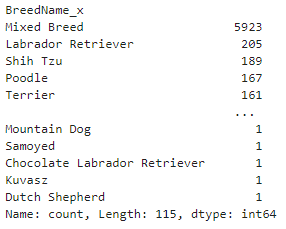 BreedName_x
Mixed Breed 5923
Labrador Retriever 205
Shih Tzu 189
Poodle 167
Terrier 161
...
Mountain Dog 1
Samoyed 1
Chocolate Labrador Retriever 1
Kuvasz 1
Dutch Shepherd 1
Name: count, Length: 115, dtype: int64